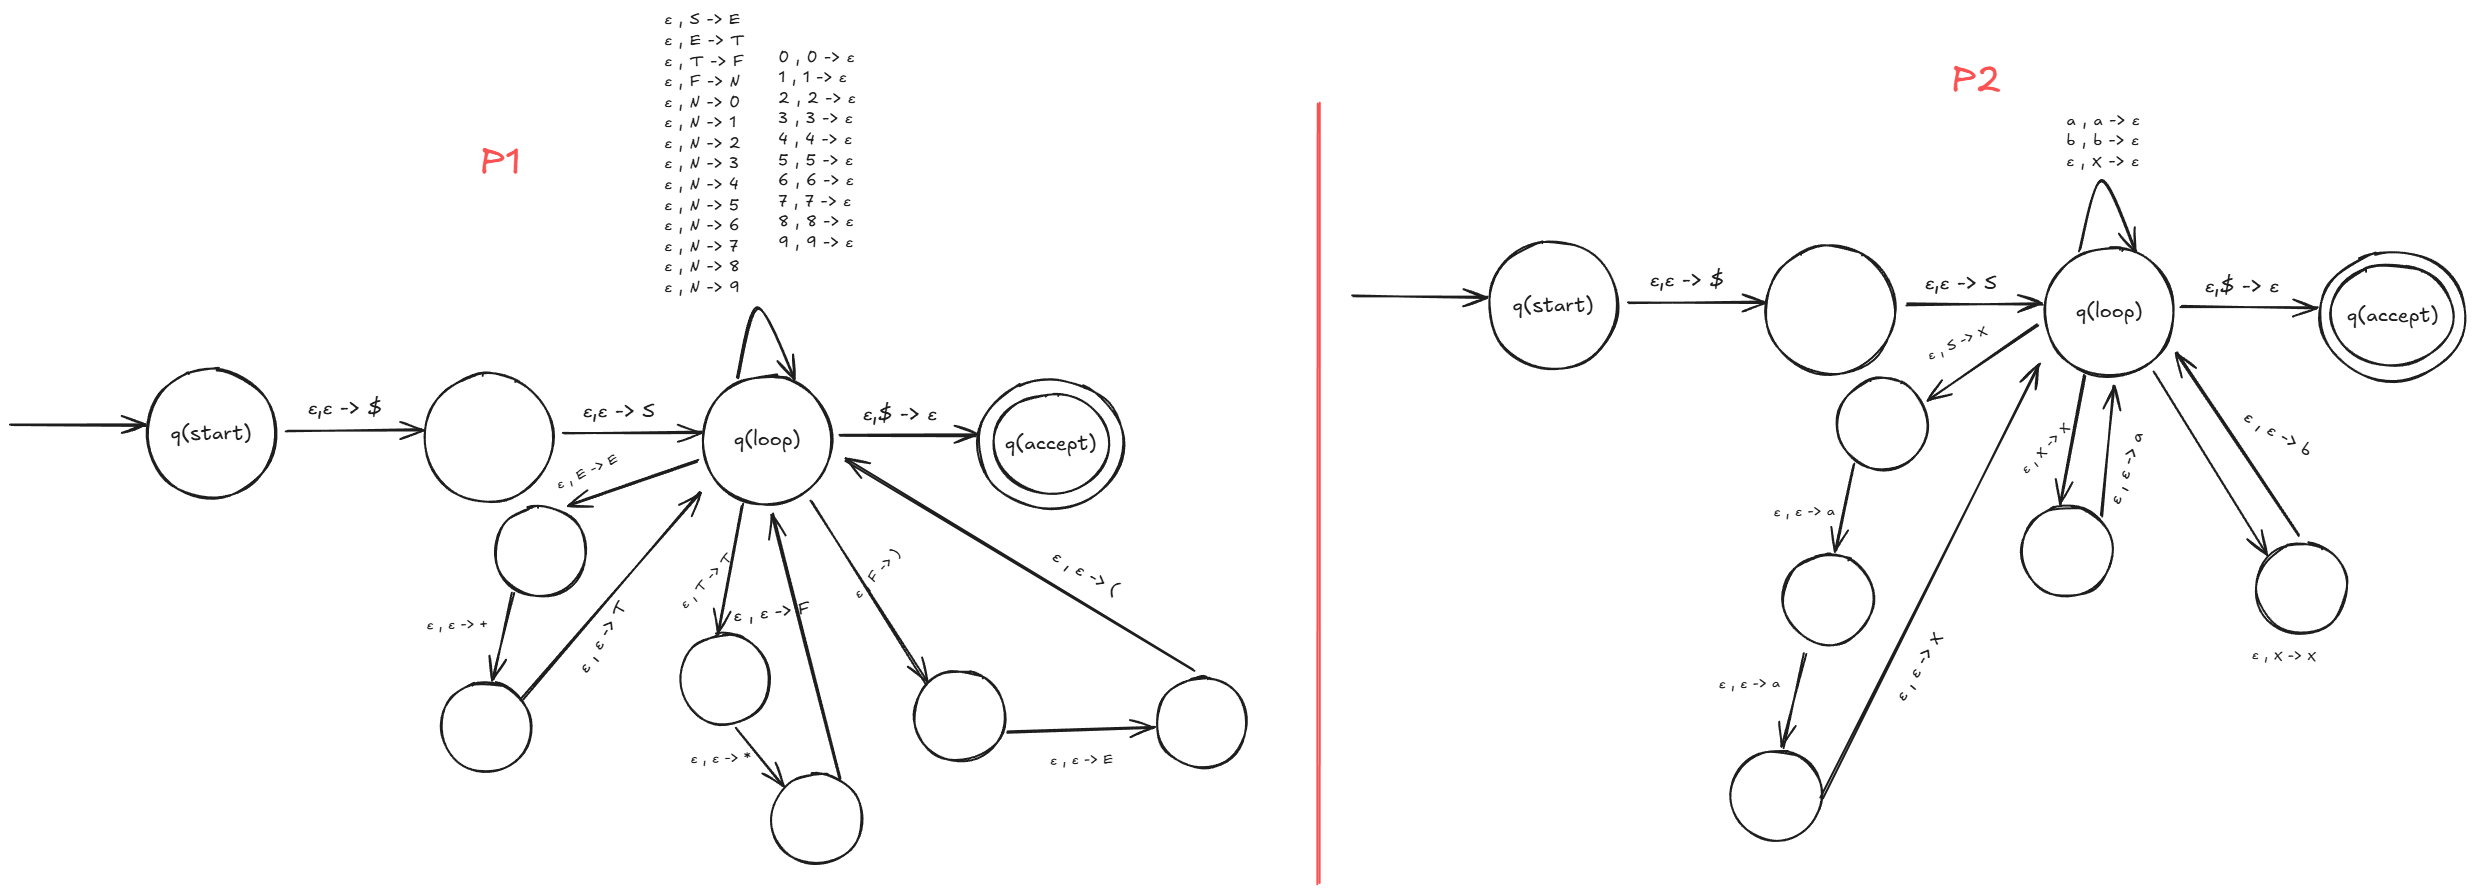 P1
ε , S -> E
ε , E -> T
ε , T -> F
ε , F -> N
ε , N -> 0
ε , N -> 1
ε , N -> 2
ε , N -> 3
ε , N -> 4
ε , N -> 5
ε , N -> 6
ε , N -> 7
ε , N -> 8
ε , N -> 9
0 , 0 -> ε
1 , 1 -> ε
2 , 2 -> ε
3 , 3 -> ε
4 , 4 -> ε
5 , 5 -> ε
6 , 6 -> ε
7 , 7 -> ε
8 , 8 -> ε
9 , 9 -> ε
q(start)
ε,ε -> $
ε,ε -> S
q(loop)
ε,$ -> ε
q(accept)
ε , E -> E
ε , ε -> +
ε , ε -> T
ε , T -> T
ε , ε -> F
ε , ε -> *
ε , F -> )
ε , ε -> E
ε , ε -> (
P2
a , a -> ε
b , b -> ε
ε , X -> ε
q(start)
ε,ε -> $
ε,ε -> S
q(loop)
ε,$ -> ε
q(accept)
ε , S -> X
ε , ε -> a
ε , ε -> a
ε , ε -> X
ε , X -> X
ε , ε -> a
ε , ε -> b
ε , X -> X